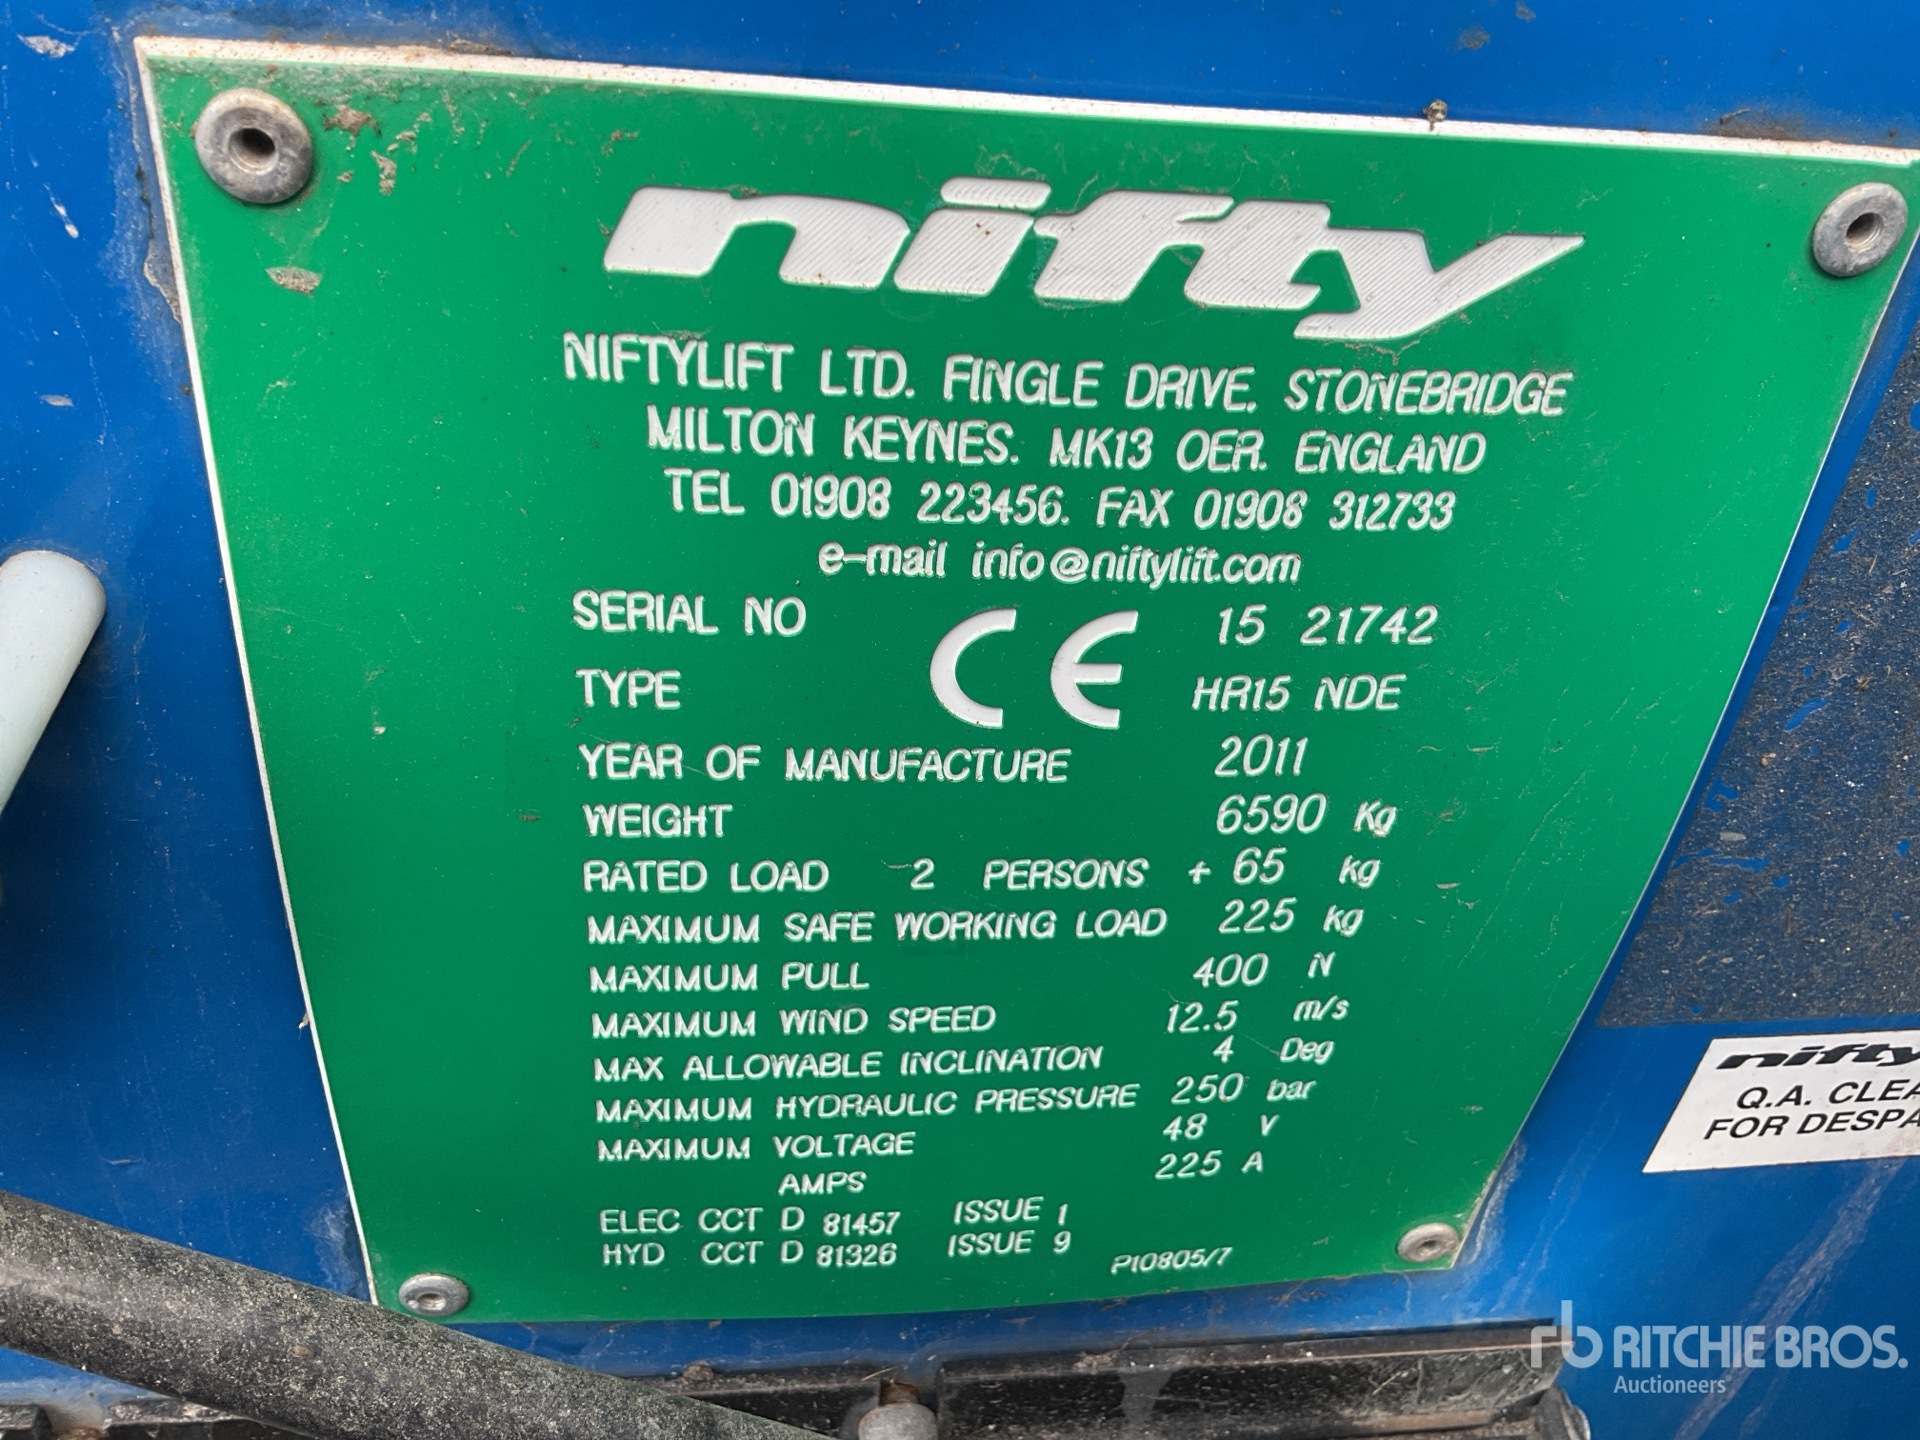 nifty
NIFTYLIFT LTD. FINGLE DRIVE. STONEBRIDGE
MILTON KEYNES. MK13 OER. ENGLAND
TEL 01908 223456. FAX 01908 312733
e-mail info@niftylift.com
SERIAL NO CE 15 21742
TYPE HR15 NDE
YEAR OF MANUFACTURE 2011
WEIGHT 6590 Kg
RATED LOAD 2 PERSONS + 65 kg
MAXIMUM SAFE WORKING LOAD 225 kg
MAXIMUM PULL 400 N
MAXIMUM WIND SPEED 12.5 m/s
MAX ALLOWABLE INCLINATION 4 Deg
MAXIMUM HYDRAULIC PRESSURE 250 bar
MAXIMUM VOLTAGE 48 V
AMPS 225 A
ELEC CCT D 81457 ISSUE 1
HYD CCT D 81326 ISSUE 9 P10805/7
nifty
Q.A. CLEA
FOR DESPA
rb RITCHIE BROS.
Auctioneers